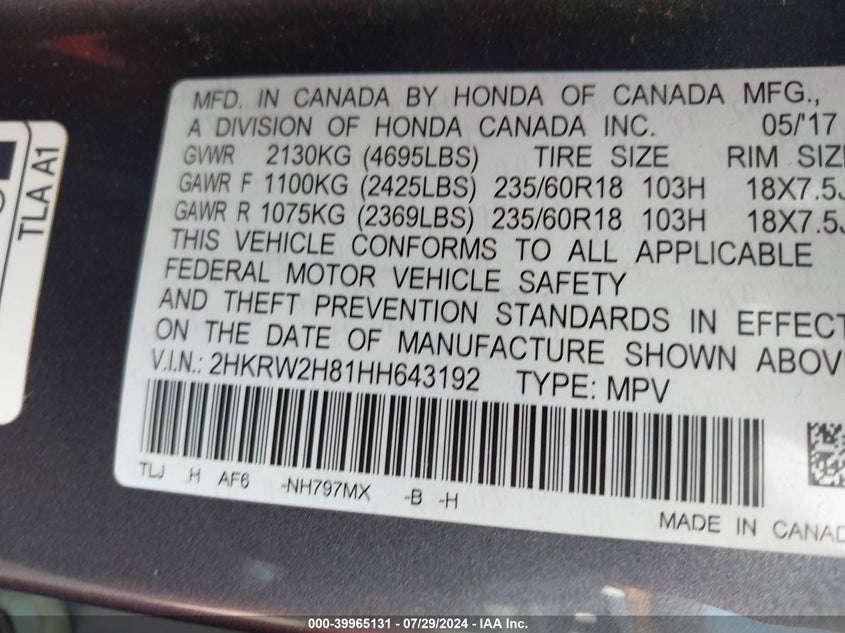 MFD. IN CANADA BY HONDA OF CANADA MFG.,
A DIVISION OF HONDA CANADA INC. 05/'17
GVWR 2130KG (4695LBS) TIRE SIZE RIM SIZE
GAWR F 1100KG (2425LBS) 235/60R18 103H 18X7.5J
GAWR R 1075KG (2369LBS) 235/60R18 103H 18X7.5J
THIS VEHICLE CONFORMS TO ALL APPLICABLE
FEDERAL MOTOR VEHICLE SAFETY
AND THEFT PREVENTION STANDARDS IN EFFECT
ON THE DATE OF MANUFACTURE SHOWN ABOV
V.I.N.: 2HKRW2H81HH643192 TYPE: MPV
TLJ H AF6 -NH797MX -B -H
MADE IN CANAD
TLA A1
000-39965131 - 07/29/2024 - IAA Inc.